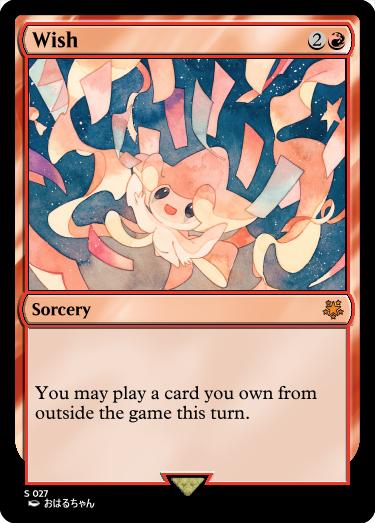 Wish 2
Sorcery
You may play a card you own from
outside the game this turn.
S 027
おはるちゃん